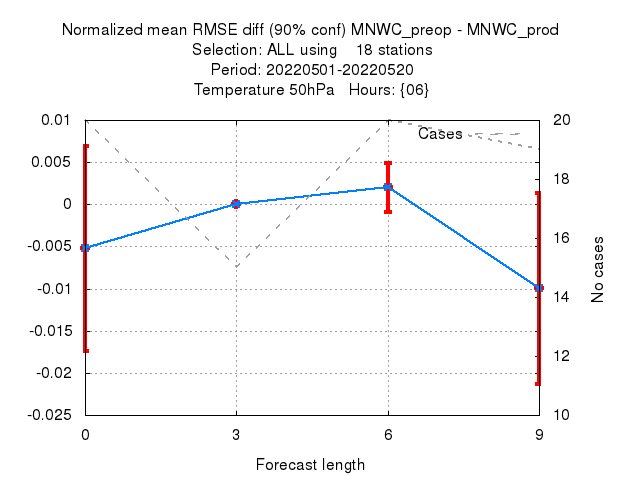 Normalized mean RMSE diff (90% conf) MNWC_preop - MNWC_prod
Selection: ALL using    18 stations
Period: 20220501-20220520
Temperature 50hPa   Hours: {06}
Cases
0.01
0.005
0
-0.005
-0.01
-0.015
-0.02
-0.025
20
18
16
14
12
10
No cases
0 3 6 9
Forecast length